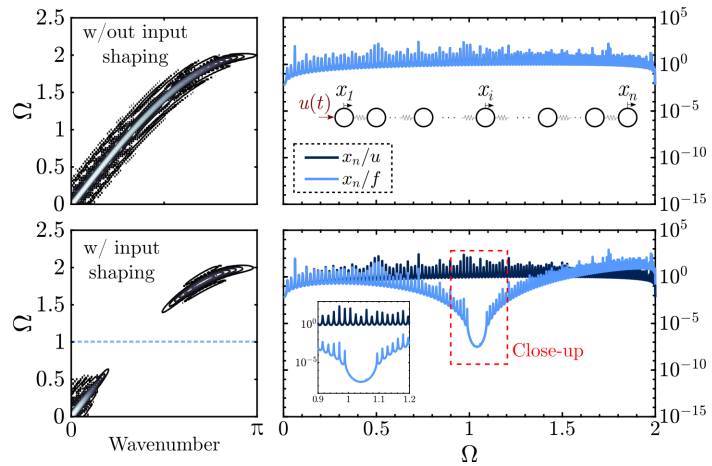 w/out input
shaping
Ω
2.5
2
1.5
1
0.5
0
u(t)
x_1
x_i
x_n
x_n/u
x_n/f
10^5
10^0
10^{-5}
10^{-10}
10^{-15}
w/ input
shaping
Ω
2.5
2
1.5
1
0.5
0
0
π
Wavenumber
10^0
10^{-5}
0.9
1
1.1
1.2
Close-up
10^5
10^0
10^{-5}
10^{-10}
10^{-15}
0
0.5
1
1.5
2
Ω